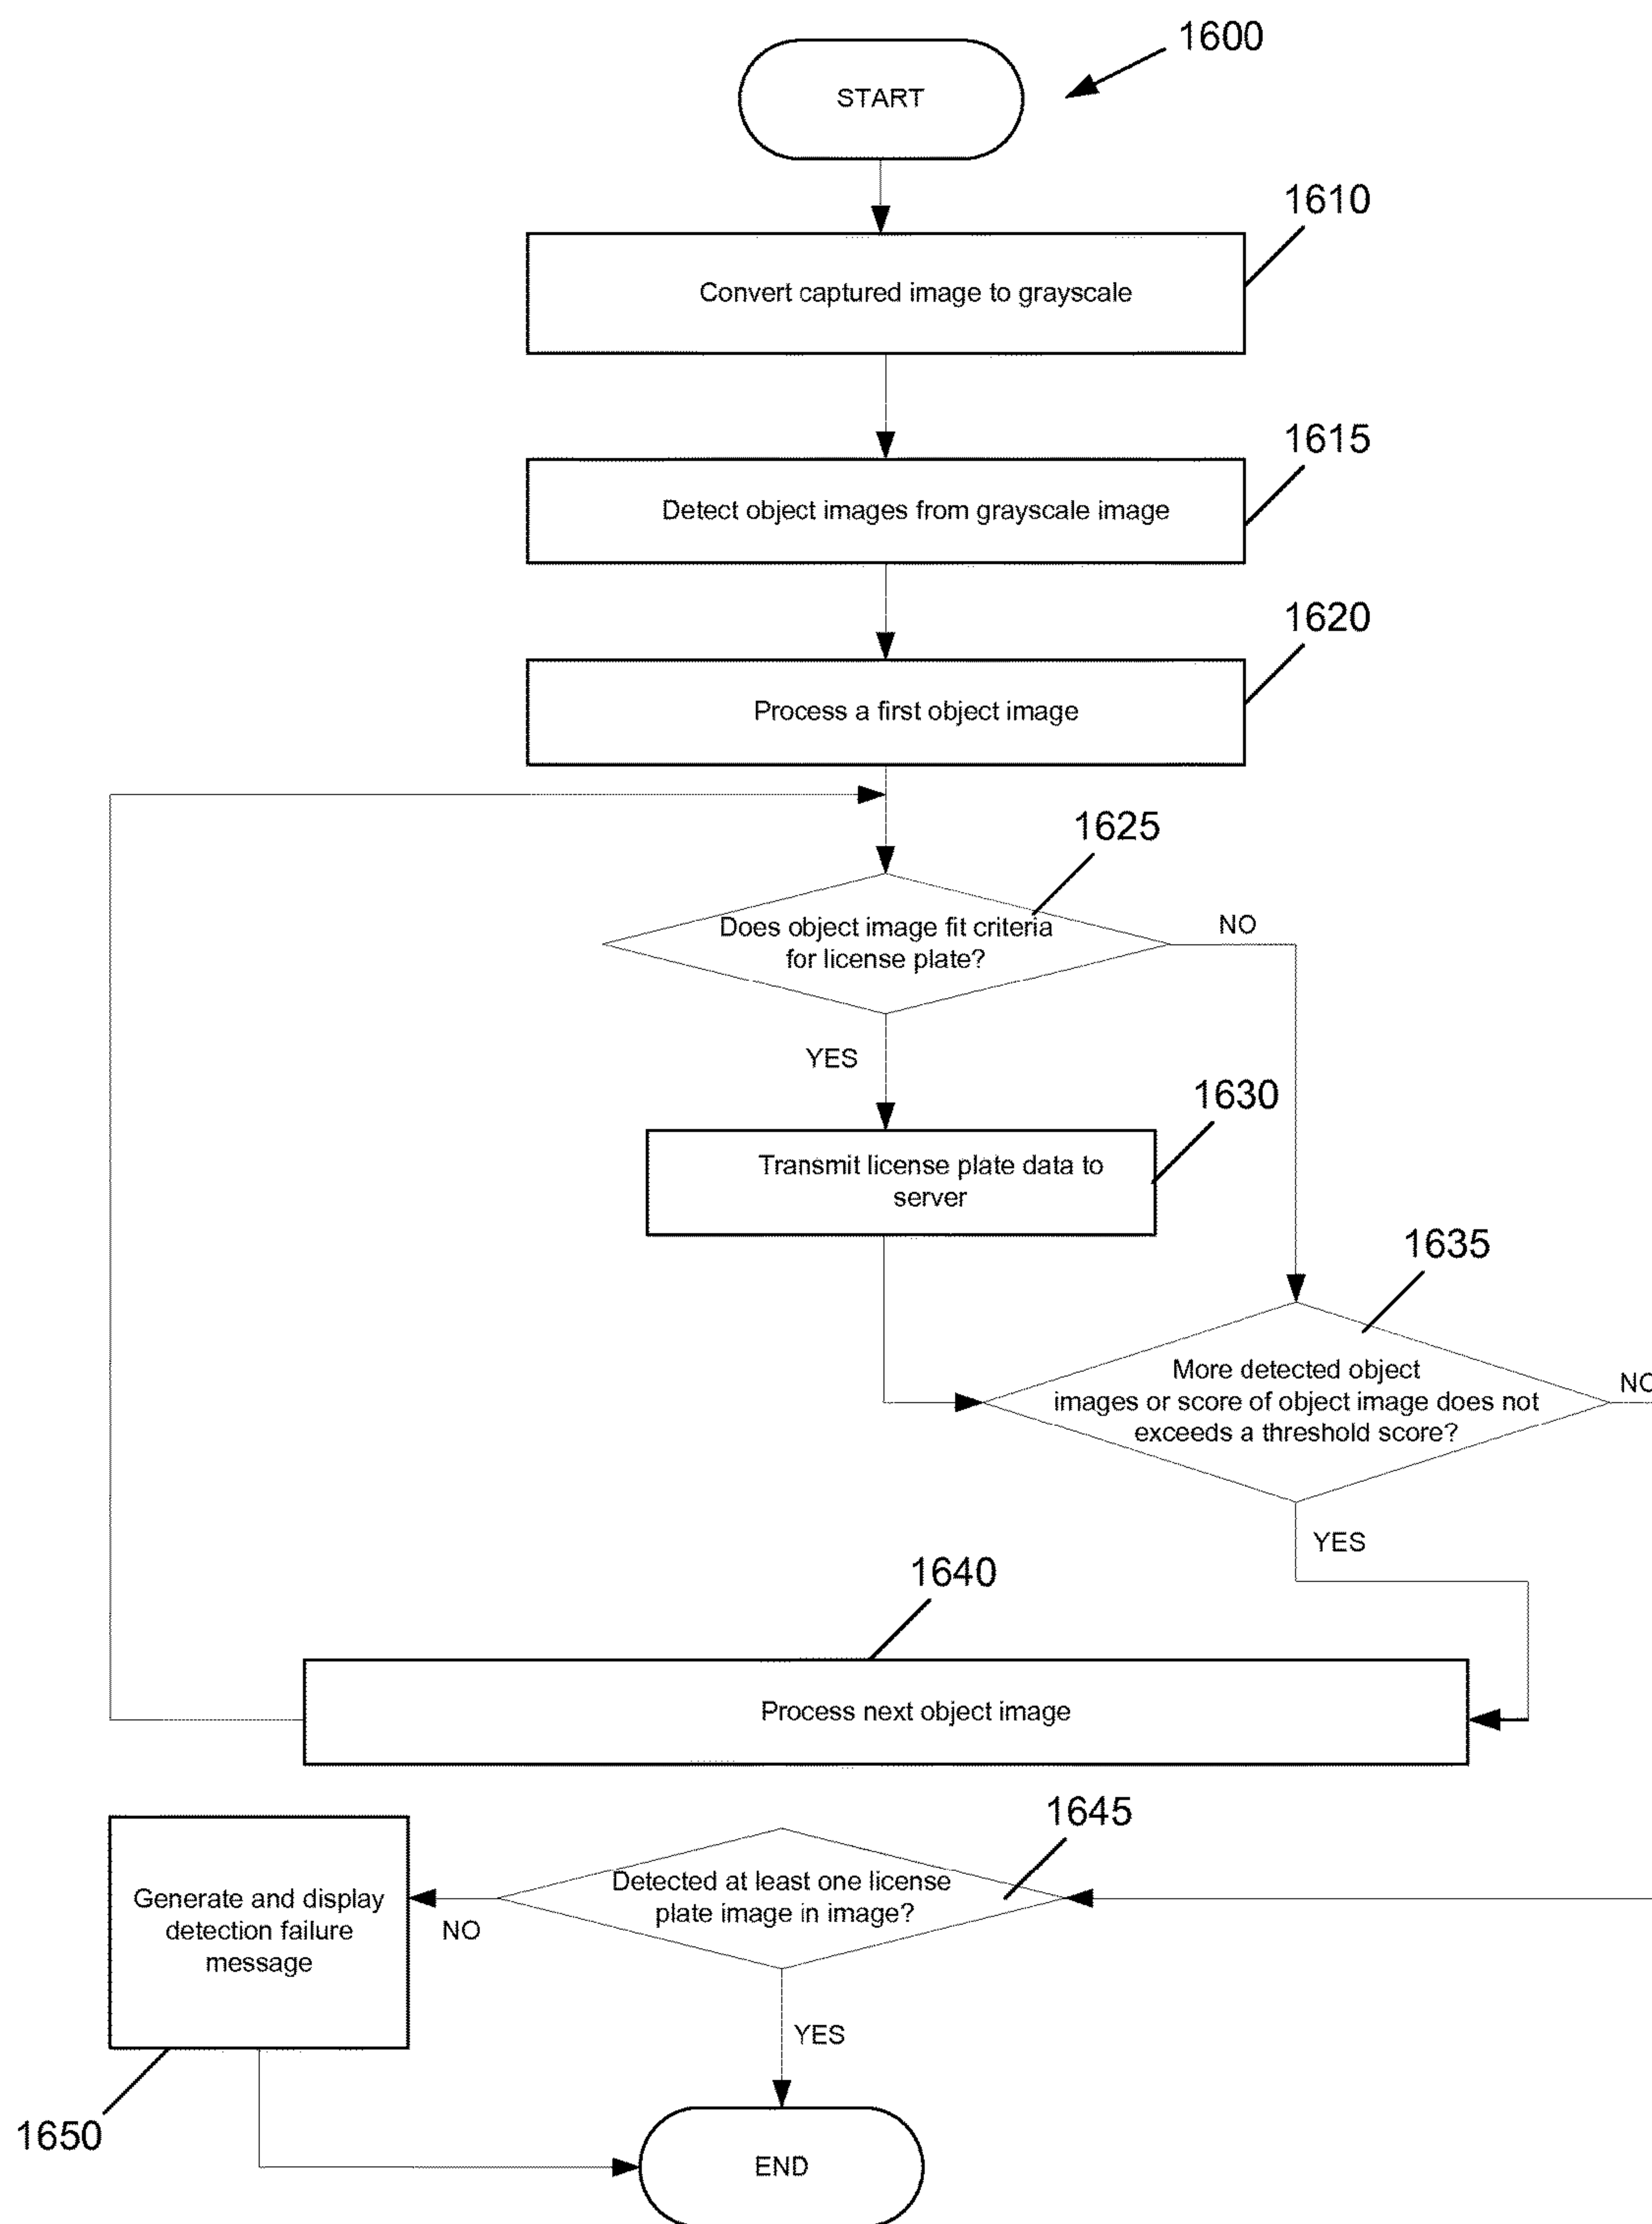 1600
START
1610
Convert captured image to grayscale
1615
Detect object images from grayscale image
1620
Process a first object image
1625
Does object image fit criteria
for license plate?
NO
YES
1630
Transmit license plate data to
server
1635
More detected object
images or score of object image does not
exceeds a threshold score?
NO
YES
1640
Process next object image
1645
Detected at least one license
plate image in image?
Generate and display
detection failure
message
NO
YES
1650
END